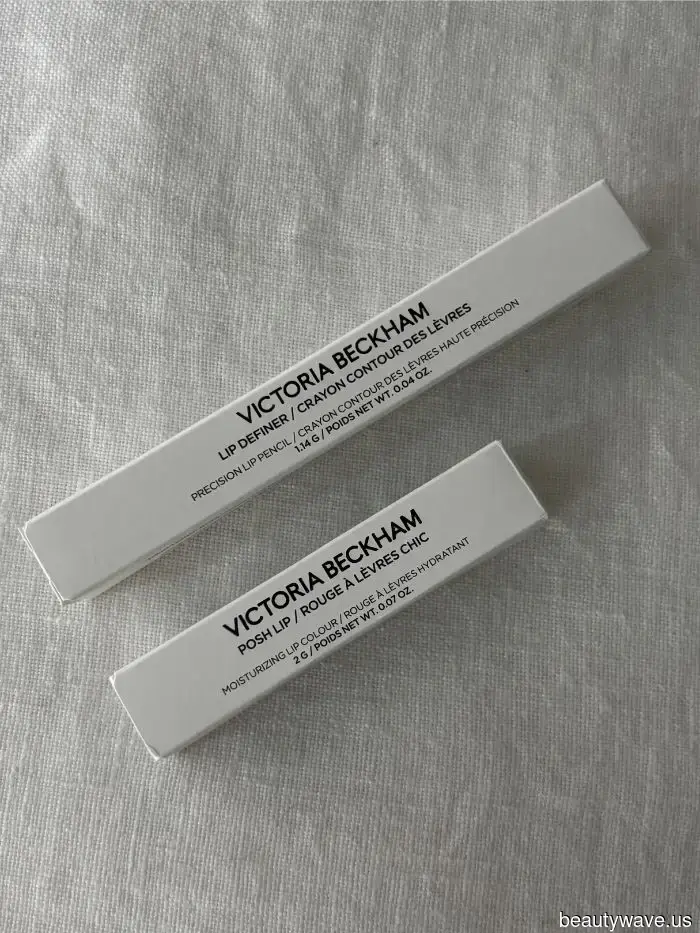 VICTORIA BECKHAM
LIP DEFINER / CRAYON CONTOUR DES LÈVRES
PRECISION LIP PENCIL / CRAYON CONTOUR DES LÈVRES HAUTE PRÉCISION
1.14 G / POIDS NET WT. 0.04 OZ.
VICTORIA BECKHAM
POSH LIP / ROUGE À LÈVRES CHIC
MOISTURIZING LIP COLOUR / ROUGE À LÈVRES HYDRATANT
2 G / POIDS NET WT. 0.07 OZ.
beautywave.us